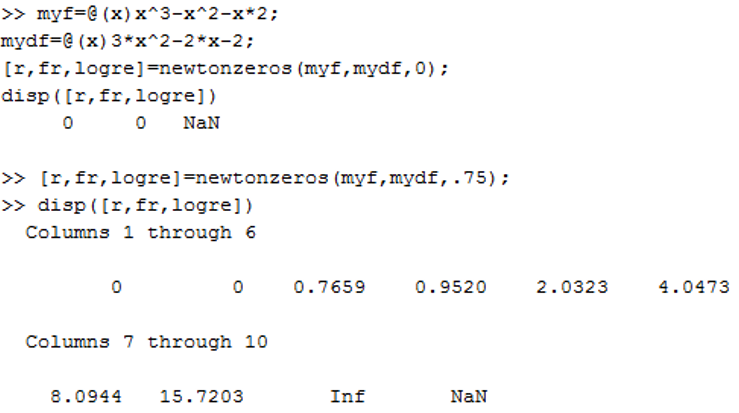 >> myf=@(x)x^3-x^2-x*2;
mydf=@(x)3*x^2-2*x-2;
[r,fr,logre]=newtonzeros(myf,mydf,0);
disp([r,fr,logre])
0 0 NaN
>> [r,fr,logre]=newtonzeros(myf,mydf,.75);
>> disp([r,fr,logre])
Columns 1 through 6
0 0 0.7659 0.9520 2.0323 4.0473
Columns 7 through 10
8.0944 15.7203 Inf NaN